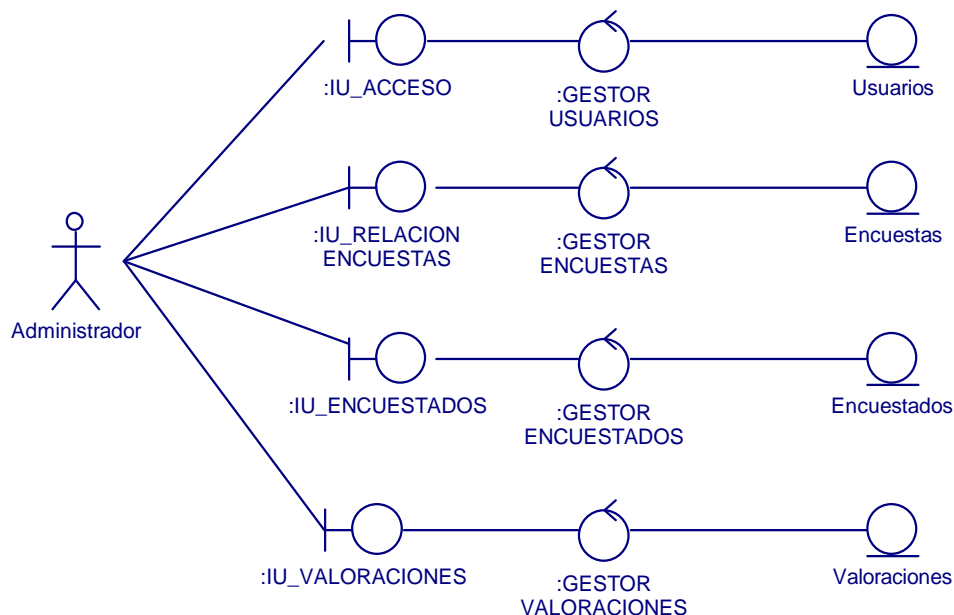 :IU_ACCESO
:GESTOR
USUARIOS
Usuarios
:IU_RELACION
ENCUESTAS
:GESTOR
ENCUESTAS
Encuestas
Administrador
:IU_ENCUESTADOS
:GESTOR
ENCUESTADOS
Encuestados
:IU_VALORACIONES
:GESTOR
VALORACIONES
Valoraciones